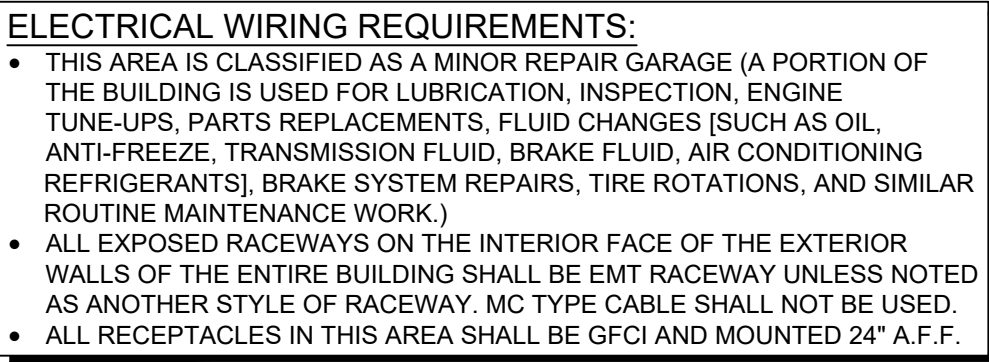 ELECTRICAL WIRING REQUIREMENTS:
• THIS AREA IS CLASSIFIED AS A MINOR REPAIR GARAGE (A PORTION OF
THE BUILDING IS USED FOR LUBRICATION, INSPECTION, ENGINE
TUNE-UPS, PARTS REPLACEMENTS, FLUID CHANGES [SUCH AS OIL,
ANTI-FREEZE, TRANSMISSION FLUID, BRAKE FLUID, AIR CONDITIONING
REFRIGERANTS], BRAKE SYSTEM REPAIRS, TIRE ROTATIONS, AND SIMILAR
ROUTINE MAINTENANCE WORK.)
• ALL EXPOSED RACEWAYS ON THE INTERIOR FACE OF THE EXTERIOR
WALLS OF THE ENTIRE BUILDING SHALL BE EMT RACEWAY UNLESS NOTED
AS ANOTHER STYLE OF RACEWAY. MC TYPE CABLE SHALL NOT BE USED.
• ALL RECEPTACLES IN THIS AREA SHALL BE GFCI AND MOUNTED 24" A.F.F.